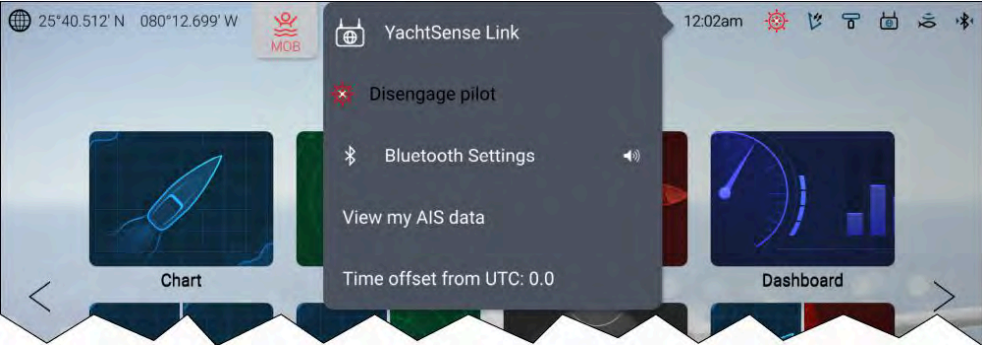 25°40.512' N 080°12.699' W
MOB
YachtSense Link
12:02am
Disengage pilot
Bluetooth Settings
View my AIS data
Time offset from UTC: 0.0
Chart
Dashboard